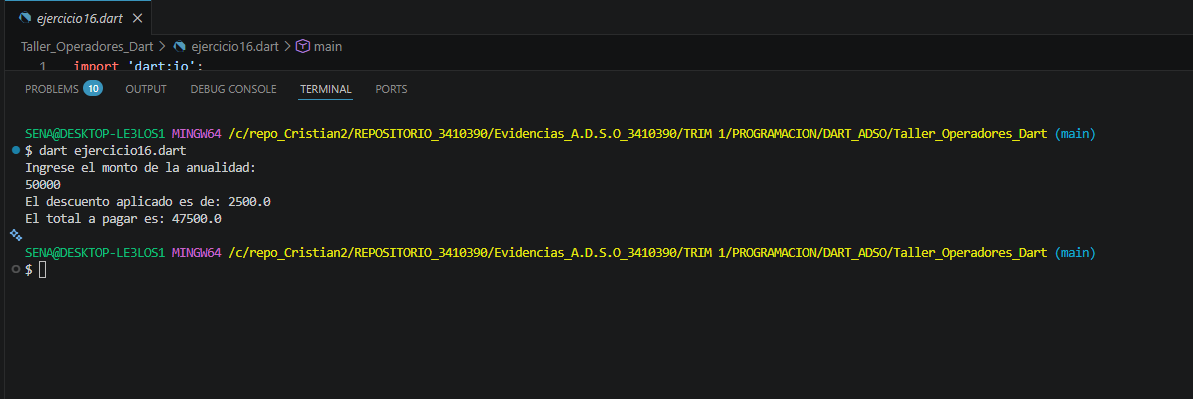 ejercicio16.dart
Taller_Operadores_Dart > ejercicio16.dart > main
1 import 'dart:io';
PROBLEMS 10 OUTPUT DEBUG CONSOLE TERMINAL PORTS
SENA@DESKTOP-LE3LOS1 MINGW64 /c/repo_Cristian2/REPOSITORIO_3410390/Evidencias_A.D.S.O_3410390/TRIM 1/PROGRAMACION/DART_ADSO/Taller_Operadores_Dart (main)
$ dart ejercicio16.dart
Ingrese el monto de la anualidad:
50000
El descuento aplicado es de: 2500.0
El total a pagar es: 47500.0
SENA@DESKTOP-LE3LOS1 MINGW64 /c/repo_Cristian2/REPOSITORIO_3410390/Evidencias_A.D.S.O_3410390/TRIM 1/PROGRAMACION/DART_ADSO/Taller_Operadores_Dart (main)
$